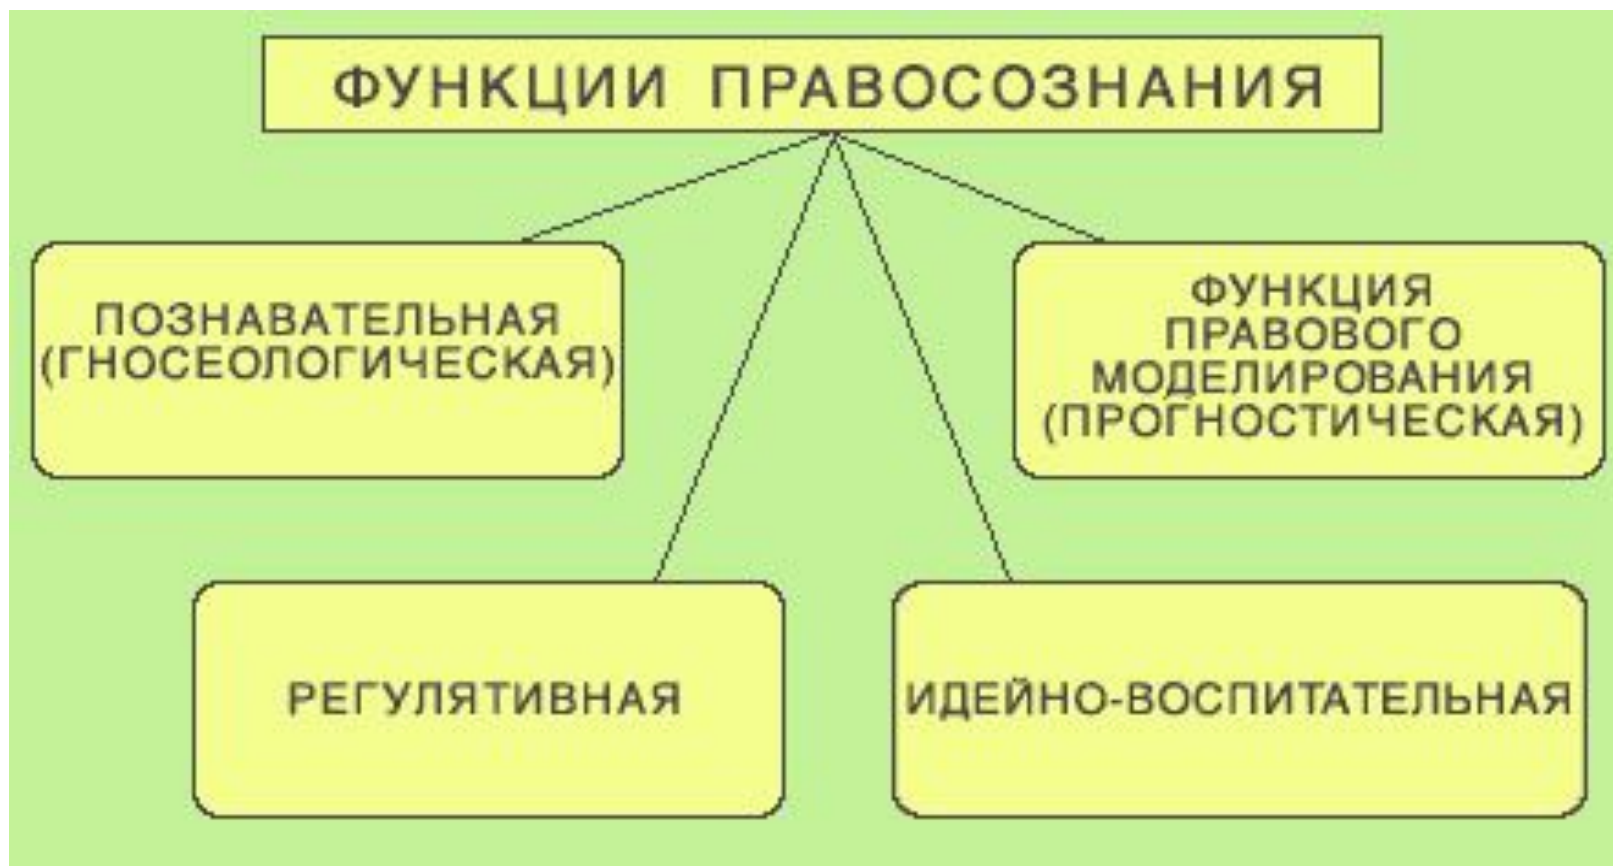 ФУНКЦИИ ПРАВОСОЗНАНИЯ
ПОЗНАВАТЕЛЬНАЯ
(ГНОСЕОЛОГИЧЕСКАЯ)
ФУНКЦИЯ
ПРАВОВОГО
МОДЕЛИРОВАНИЯ
(ПРОГНОСТИЧЕСКАЯ)
РЕГУЛЯТИВНАЯ
ИДЕЙНО-ВОСПИТАТЕЛЬНАЯ